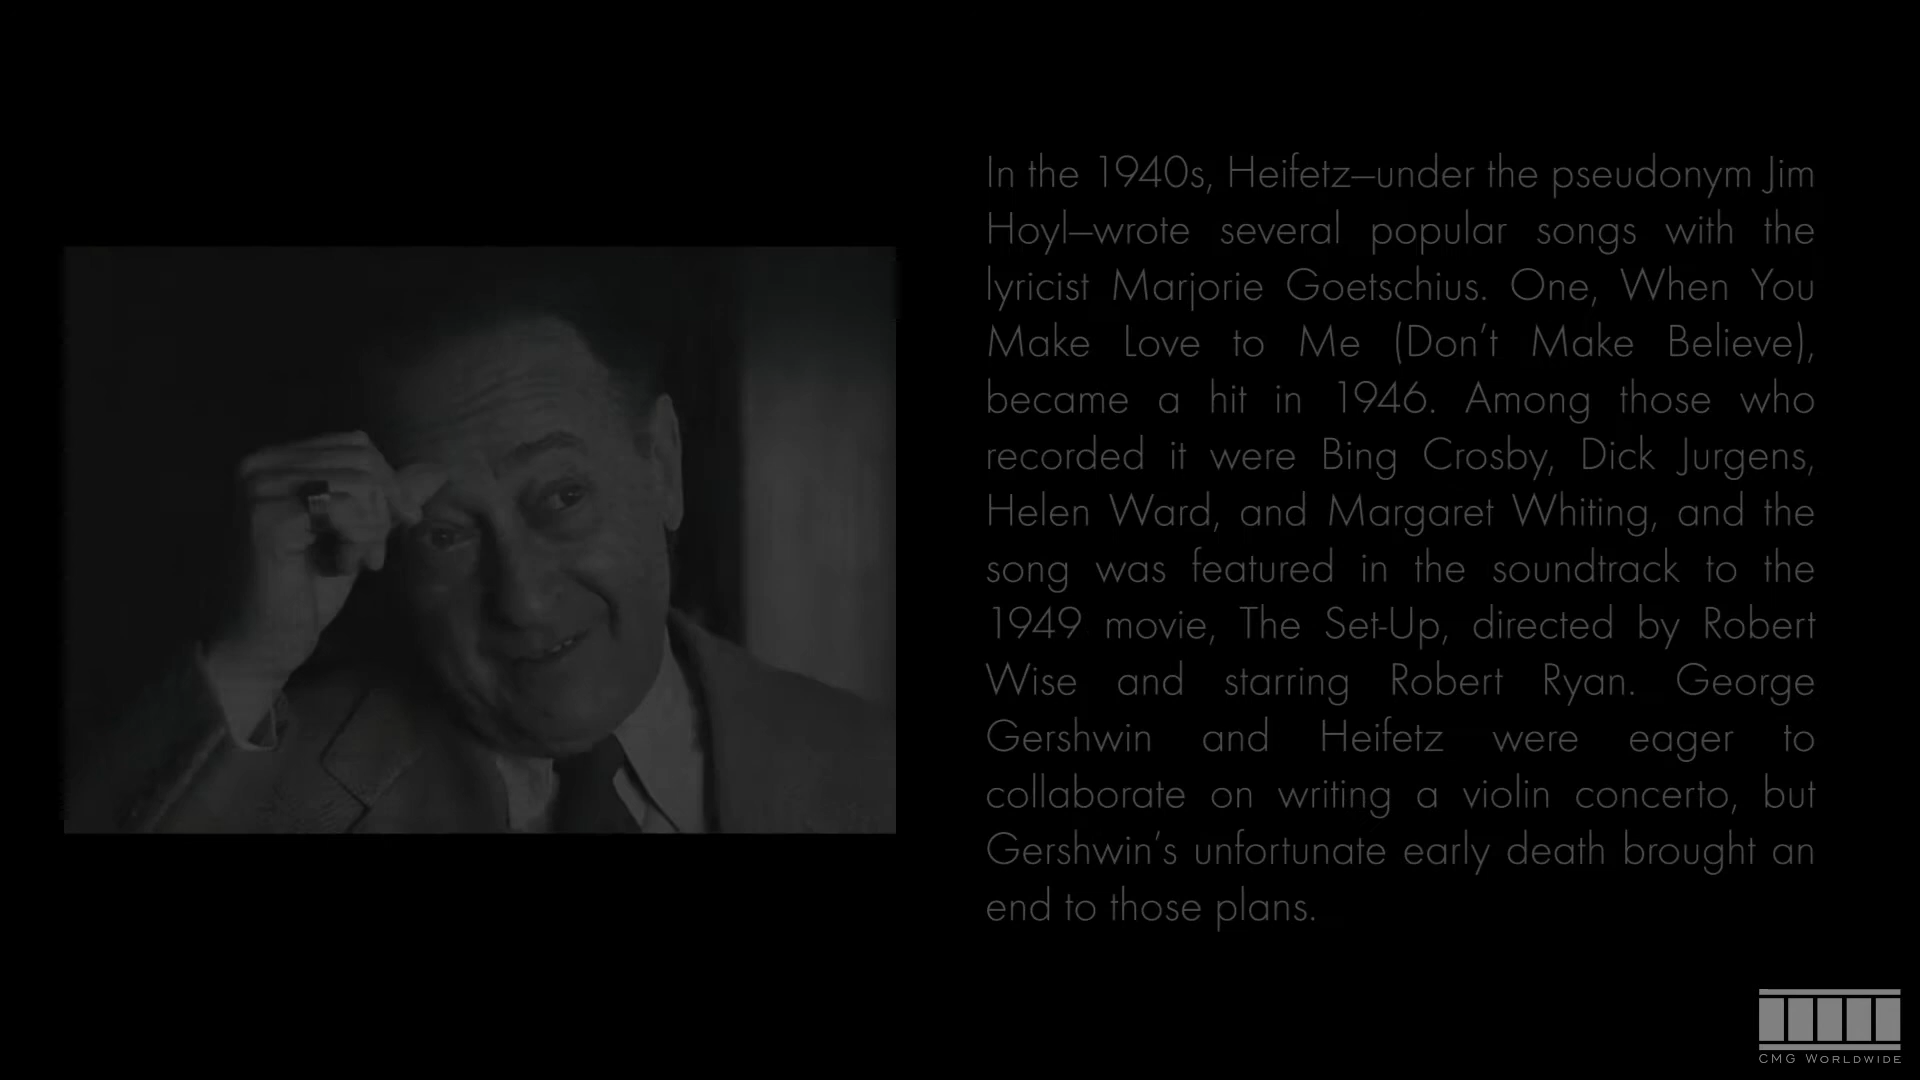 In the 1940s, Heifetz—under the pseudonym Jim
Hoyl—wrote several popular songs with the
lyricist Marjorie Goetschius. One, When You
Make Love to Me (Don't Make Believe),
became a hit in 1946. Among those who
recorded it were Bing Crosby, Dick Jurgens,
Helen Ward, and Margaret Whiting, and the
song was featured in the soundtrack to the
1949 movie, The Set-Up, directed by Robert
Wise and starring Robert Ryan. George
Gershwin and Heifetz were eager to
collaborate on writing a violin concerto, but
Gershwin's unfortunate early death brought an
end to those plans.
CMG WORLDWIDE